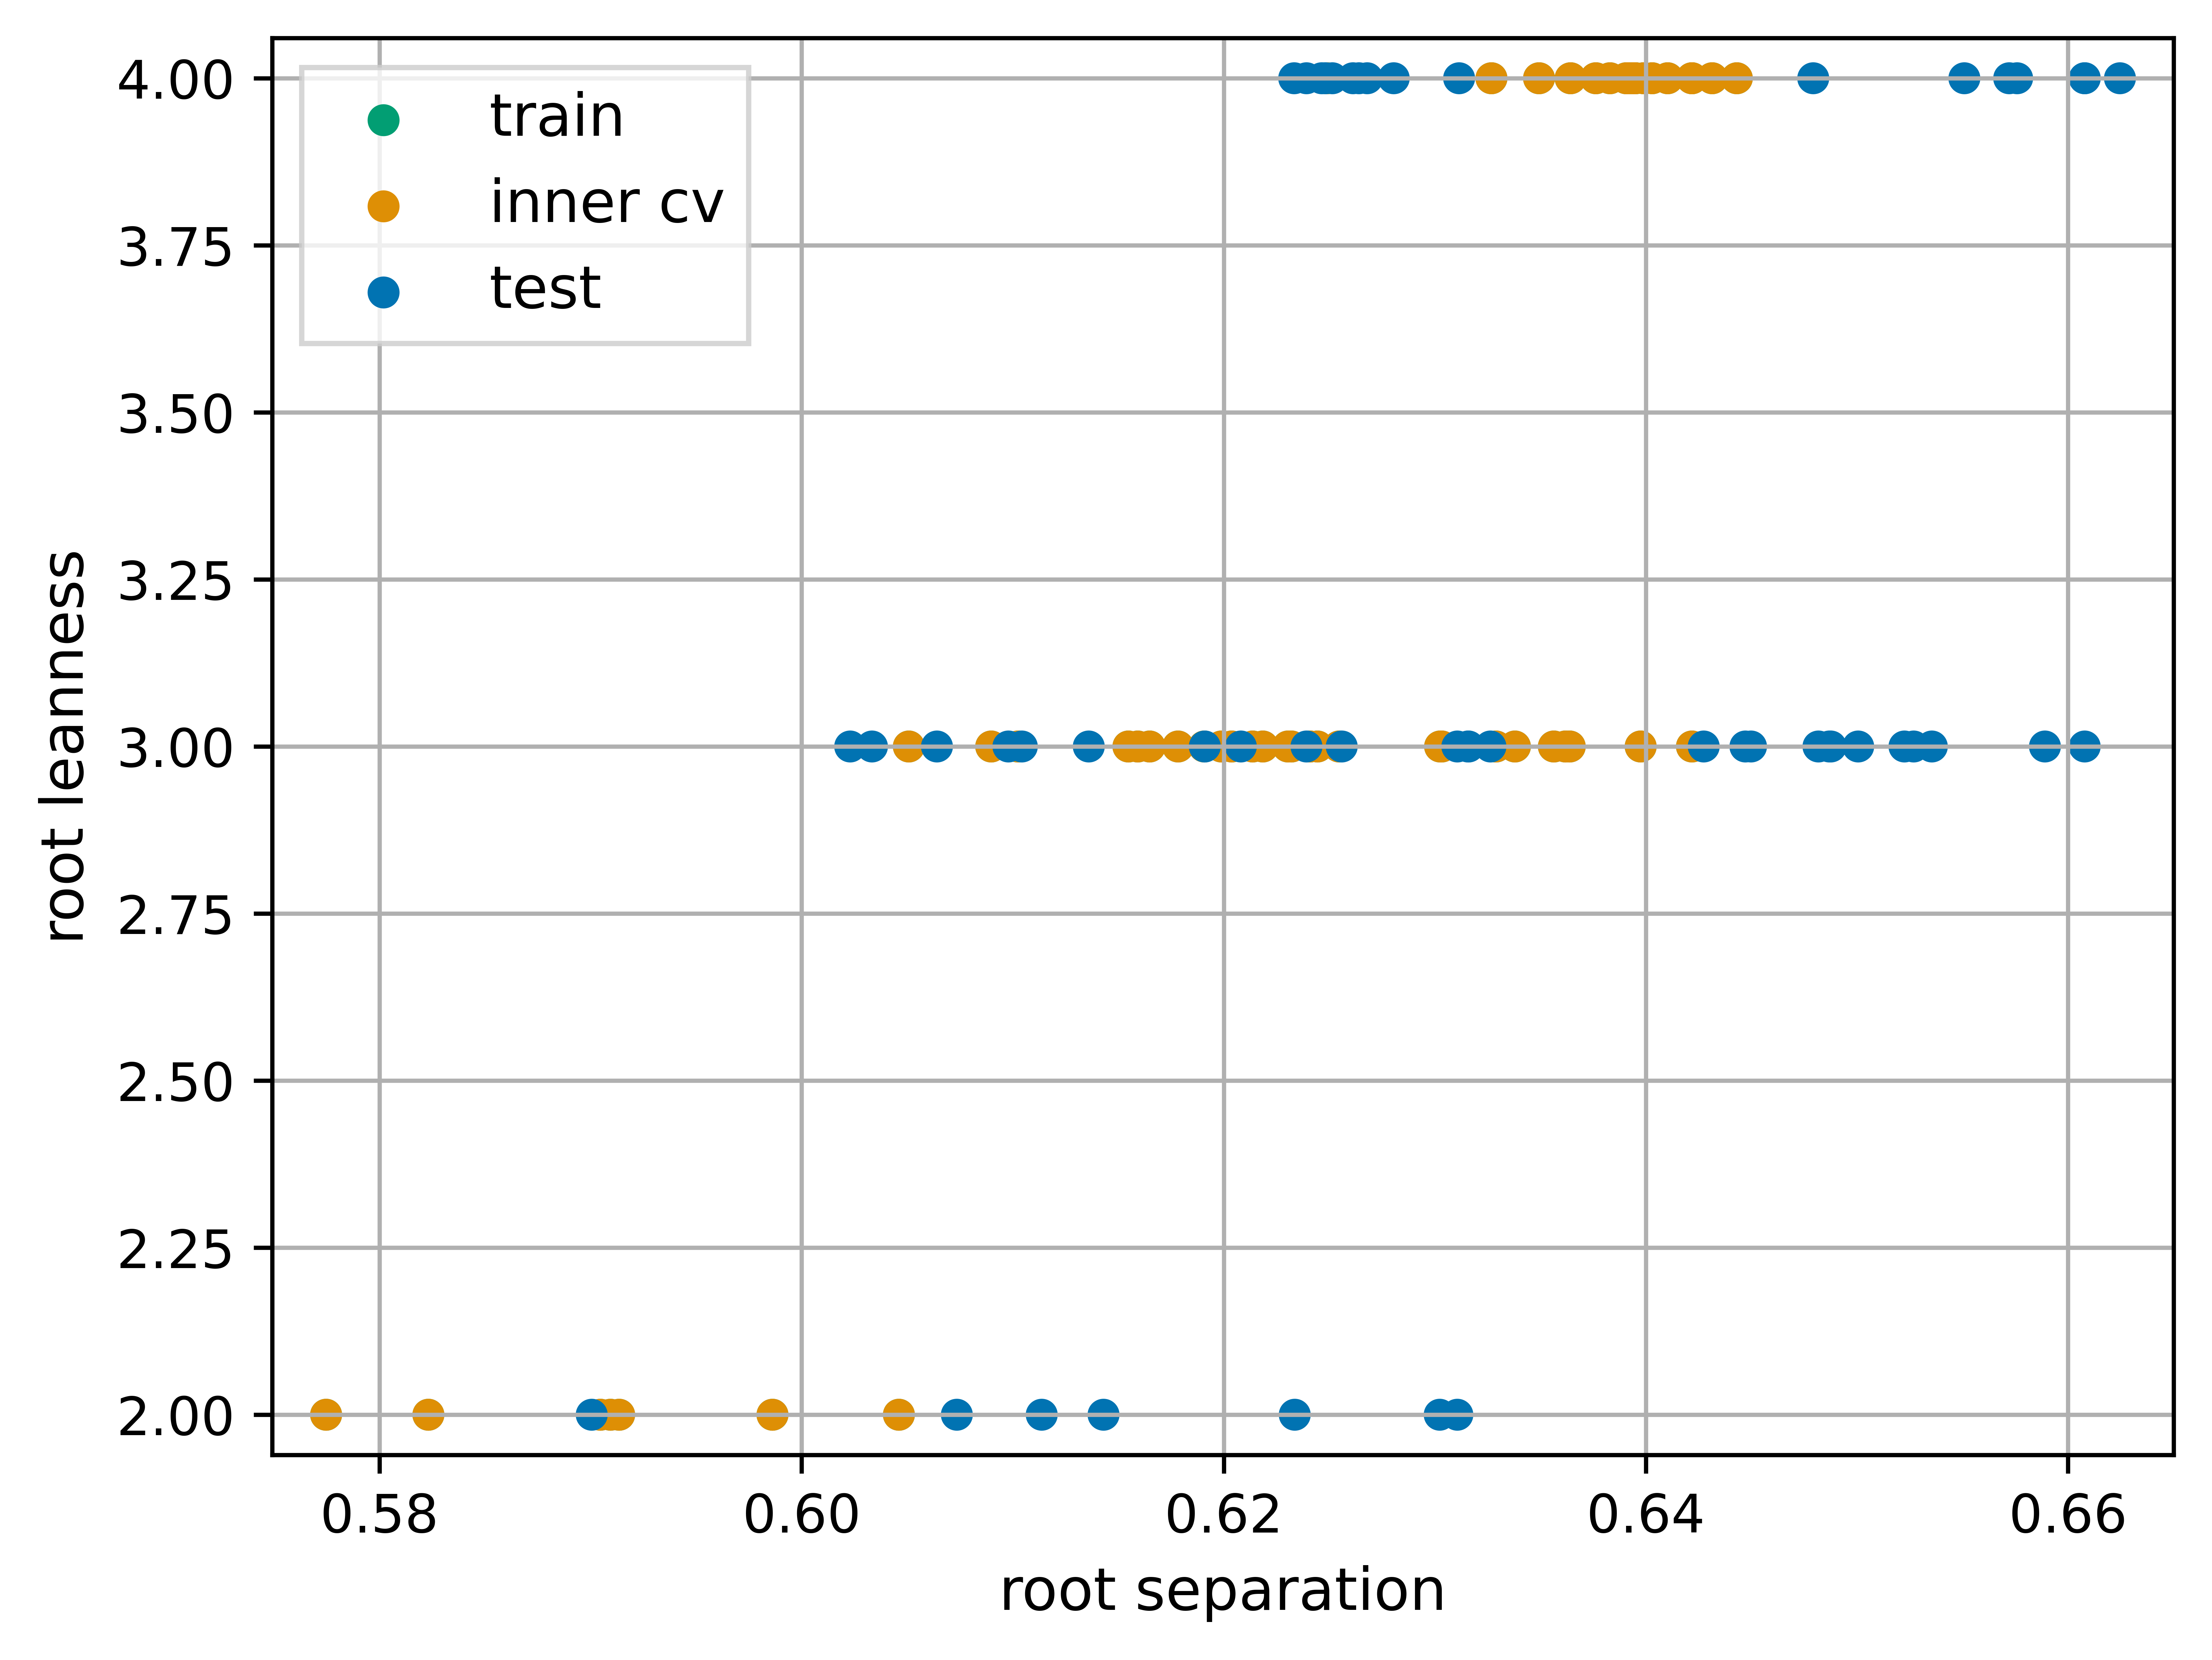 4.00
3.75
3.50
3.25
3.00
2.75
2.50
2.25
2.00
root leanness
train
inner cv
test
0.58 0.60 0.62 0.64 0.66
root separation